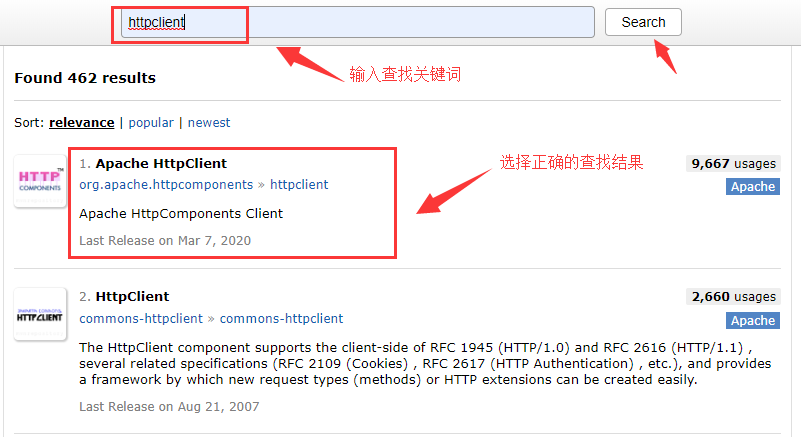 httpclient
Search
输入查找关键词
Found 462 results
Sort: relevance | popular | newest
HTTP™
COMPONENTS
1. Apache HttpClient
9,667 usages
org.apache.httpcomponents » httpclient
Apache
选择正确的查找结果
Apache HttpComponents Client
Last Release on Mar 7, 2020
HTTP CLIENT
2. HttpClient
2,660 usages
commons-httpclient » commons-httpclient
Apache
The HttpClient component supports the client-side of RFC 1945 (HTTP/1.0) and RFC 2616 (HTTP/1.1) ,
several related specifications (RFC 2109 (Cookies) , RFC 2617 (HTTP Authentication) , etc.), and provides
a framework by which new request types (methods) or HTTP extensions can be created easily.
Last Release on Aug 21, 2007